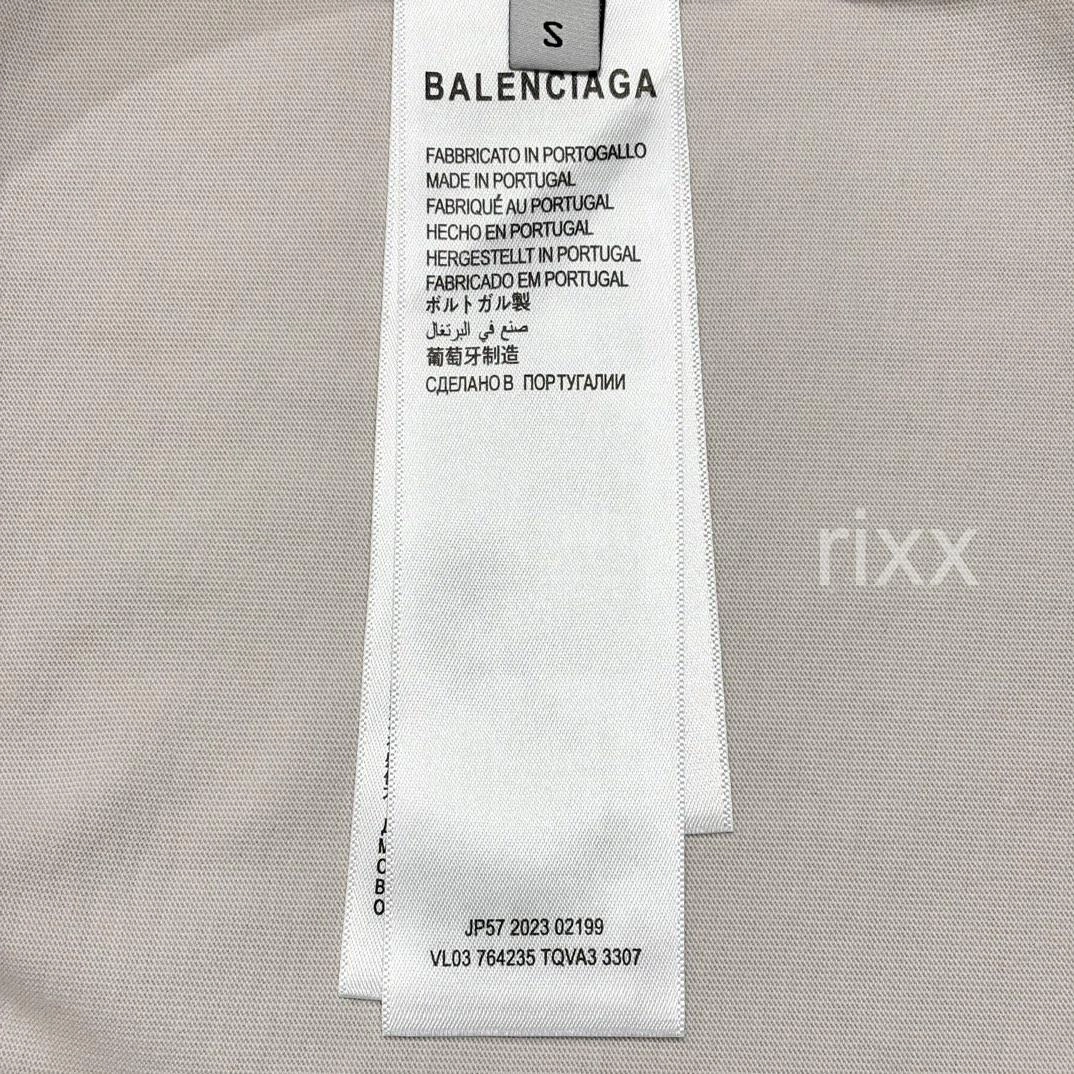 S
BALENCIAGA
FABBRICATO IN PORTOGALLO
MADE IN PORTUGAL
FABRIQUÉ AU PORTUGAL
HECHO EN PORTUGAL
HERGESTELLT IN PORTUGAL
FABRICADO EM PORTUGAL
ポルトガル製
صنع في البرتغال
葡萄牙制造
СДЕЛАНО В ПОРТУГАЛИИ
rixx
JP57 2023 02199
VL03 764235 TQVA3 3307